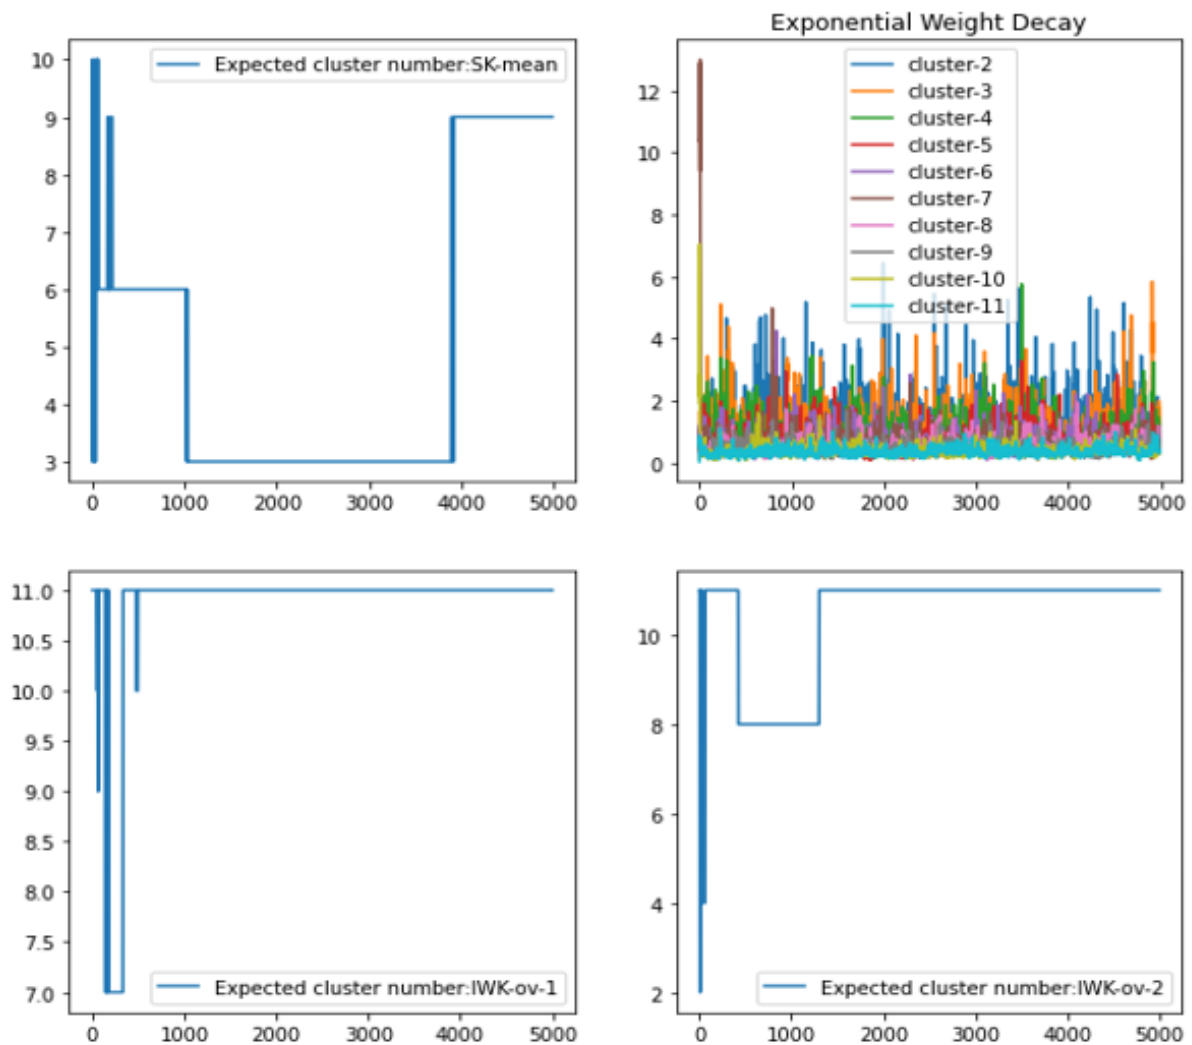 Expected cluster number:SK-mean
10
9
8
7
6
5
4
3
0 1000 2000 3000 4000 5000
Exponential Weight Decay
cluster-2
cluster-3
cluster-4
cluster-5
cluster-6
cluster-7
cluster-8
cluster-9
cluster-10
cluster-11
12
10
8
6
4
2
0
0 1000 2000 3000 4000 5000
11.0
10.5
10.0
9.5
9.0
8.5
8.0
7.5
7.0
Expected cluster number:IWK-ov-1
0 1000 2000 3000 4000 5000
10
8
6
4
2
Expected cluster number:IWK-ov-2
0 1000 2000 3000 4000 5000